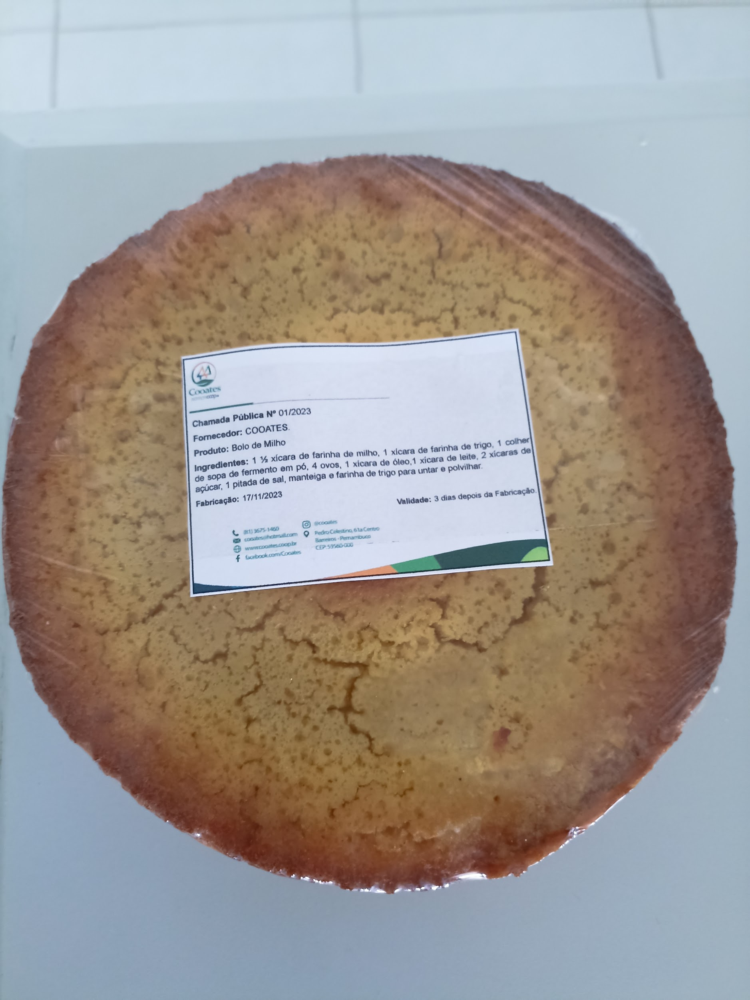 Cooates
Chamada Pública Nº 01/2023
Fornecedor: COOATES.
Produto: Bolo de Milho
Ingredientes: 1 ½ xícara de farinha de milho, 1 xícara de farinha de trigo, 1 colher
de sopa de fermento em pó, 4 ovos, 1 xícara de óleo,1 xícara de leite, 2 xícaras de
açúcar, 1 pitada de sal, manteiga e farinha de trigo para untar e polvilhar.
Fabricação: 17/11/2023
Validade: 3 dias depois da Fabricação.
(81) 3675-1460
cooates@hotmail.com
www.cooates.coop.br
facebook.com/Cooates
@cooates
Pedro Celestino, 61a Centro
Barreiros - Pernambuco
CEP: 55560-000